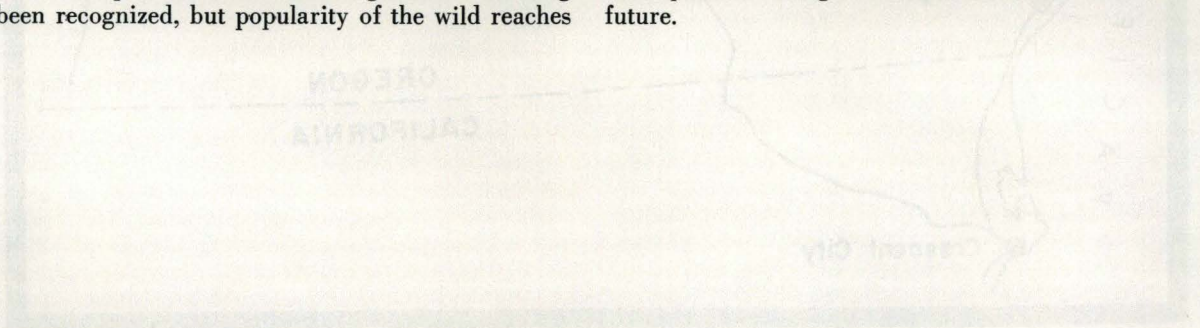 been recognized, but popularity of the wild reaches
future.
OREGON
CALIFORNIA
Crescent City